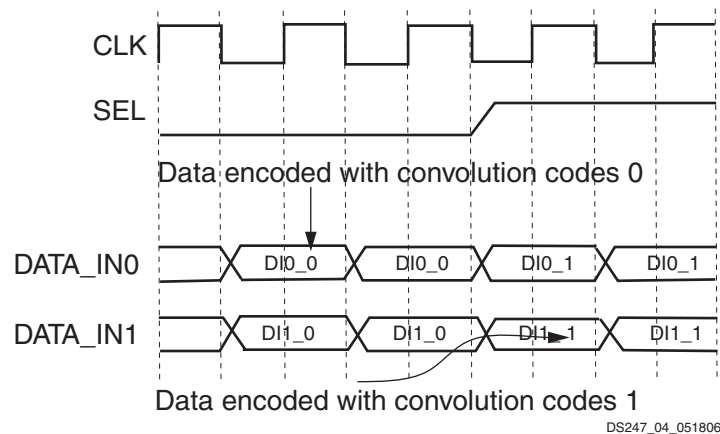 CLK
SEL
Data encoded with convolution codes 0
DATA_IN0 DI0_0 DI0_0 DI0_1 DI0_1
DATA_IN1 DI1_0 DI1_0 DI1_1 DI1_1
Data encoded with convolution codes 1
DS247_04_051806